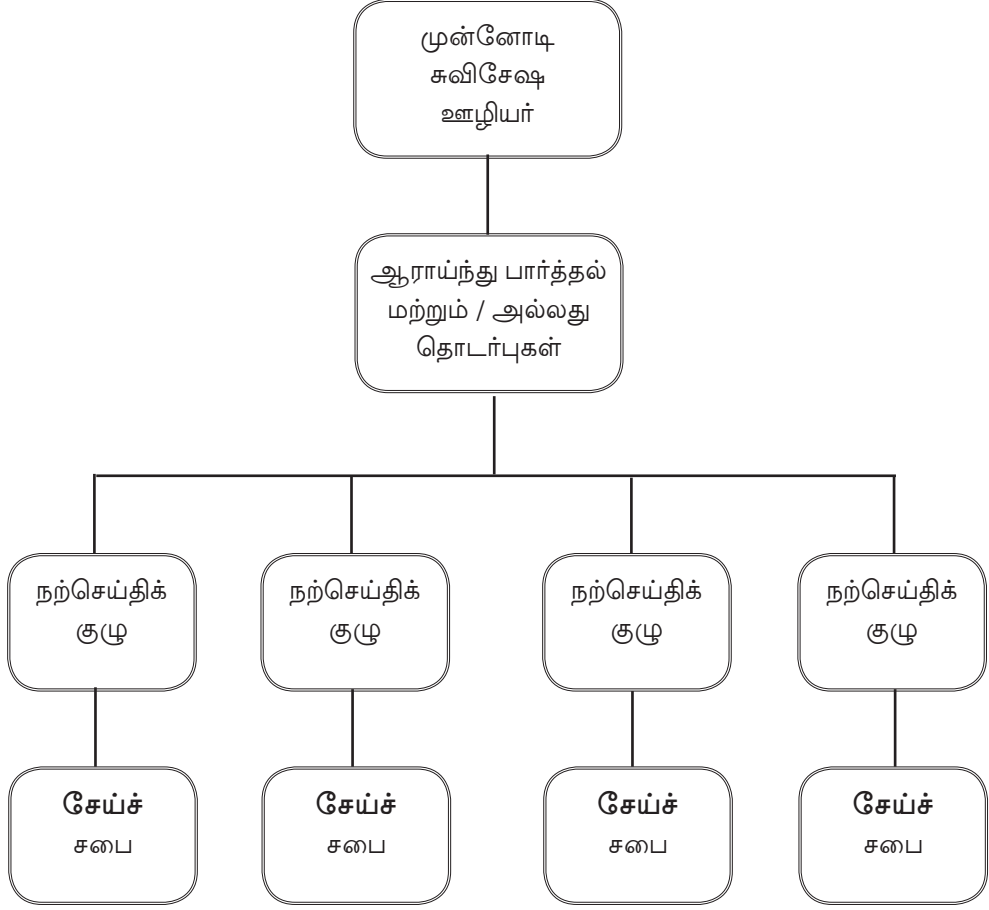 முன்னோடி
சுவிசேஷ
ஊழியர்
ஆராய்ந்து பார்த்தல்
மற்றும் / அல்லது
தொடர்புகள்
நற்செய்திக்
குழு
நற்செய்திக்
குழு
நற்செய்திக்
குழு
நற்செய்திக்
குழு
சேய்ச்
சபை
சேய்ச்
சபை
சேய்ச்
சபை
சேய்ச்
சபை